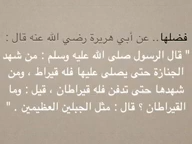 فضلها .. عن أبي هريرة رضي الله عنه قال :
" قال الرسول صلى الله عليه وسلم : من شهد
الجنازة حتى يصلى عليها فله قيراط ، ومن
شهدها حتى تدفن فله قيراطان ، قيل : وما
القيراطان ؟ قال : مثل الجبلين العظيمين . "